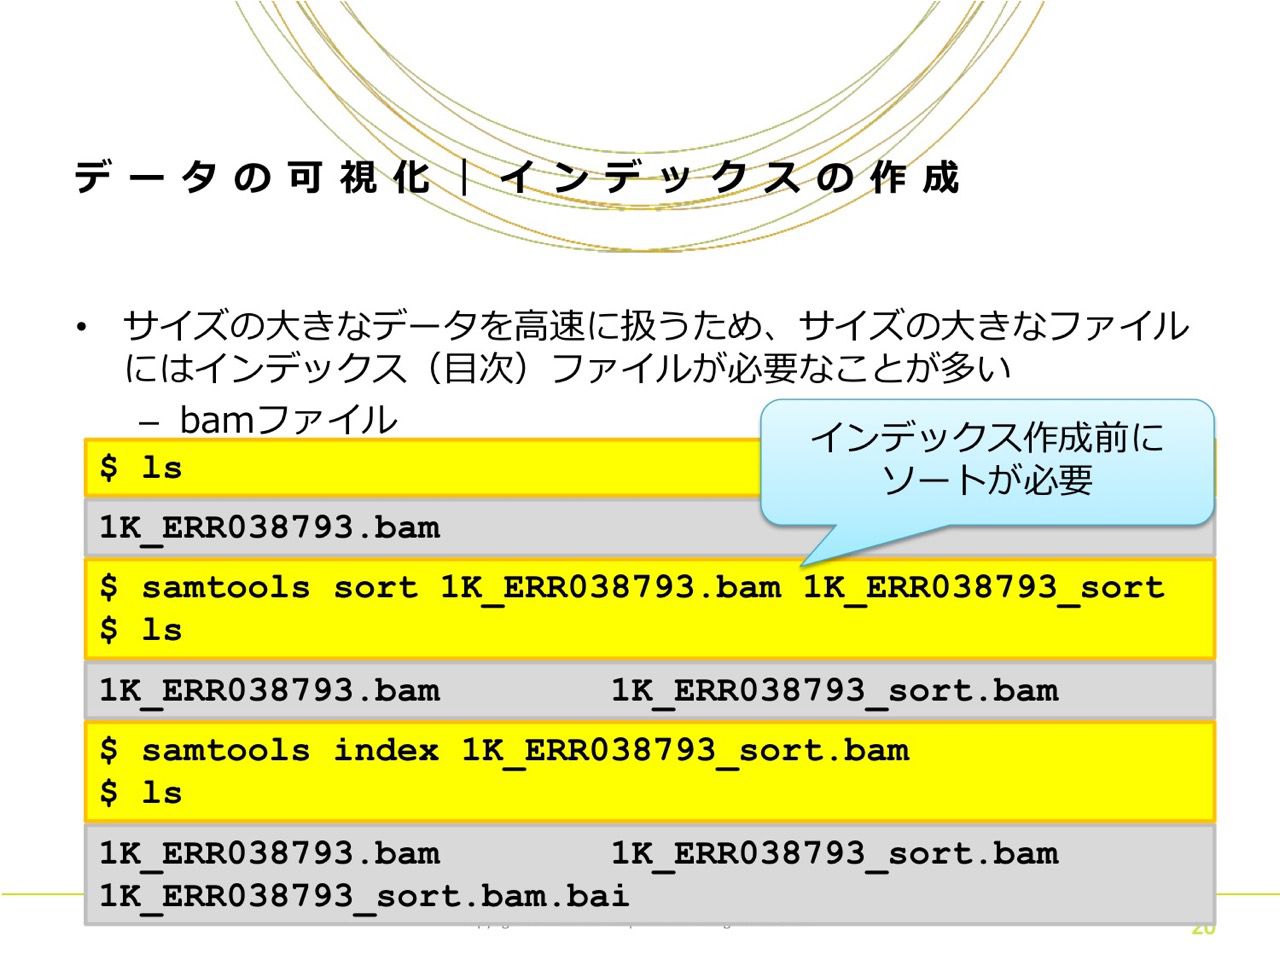 データの可視化｜インデックスの作成
• サイズの大きなデータを高速に扱うため、サイズの大きなファイル
にはインデックス（目次）ファイルが必要なことが多い
– bamファイル
インデックス作成前に
ソートが必要
$ ls
1K_ERR038793.bam
$ samtools sort 1K_ERR038793.bam 1K_ERR038793_sort
$ ls
1K_ERR038793.bam 1K_ERR038793_sort.bam
$ samtools index 1K_ERR038793_sort.bam
$ ls
1K_ERR038793.bam 1K_ERR038793_sort.bam
1K_ERR038793_sort.bam.bai
20